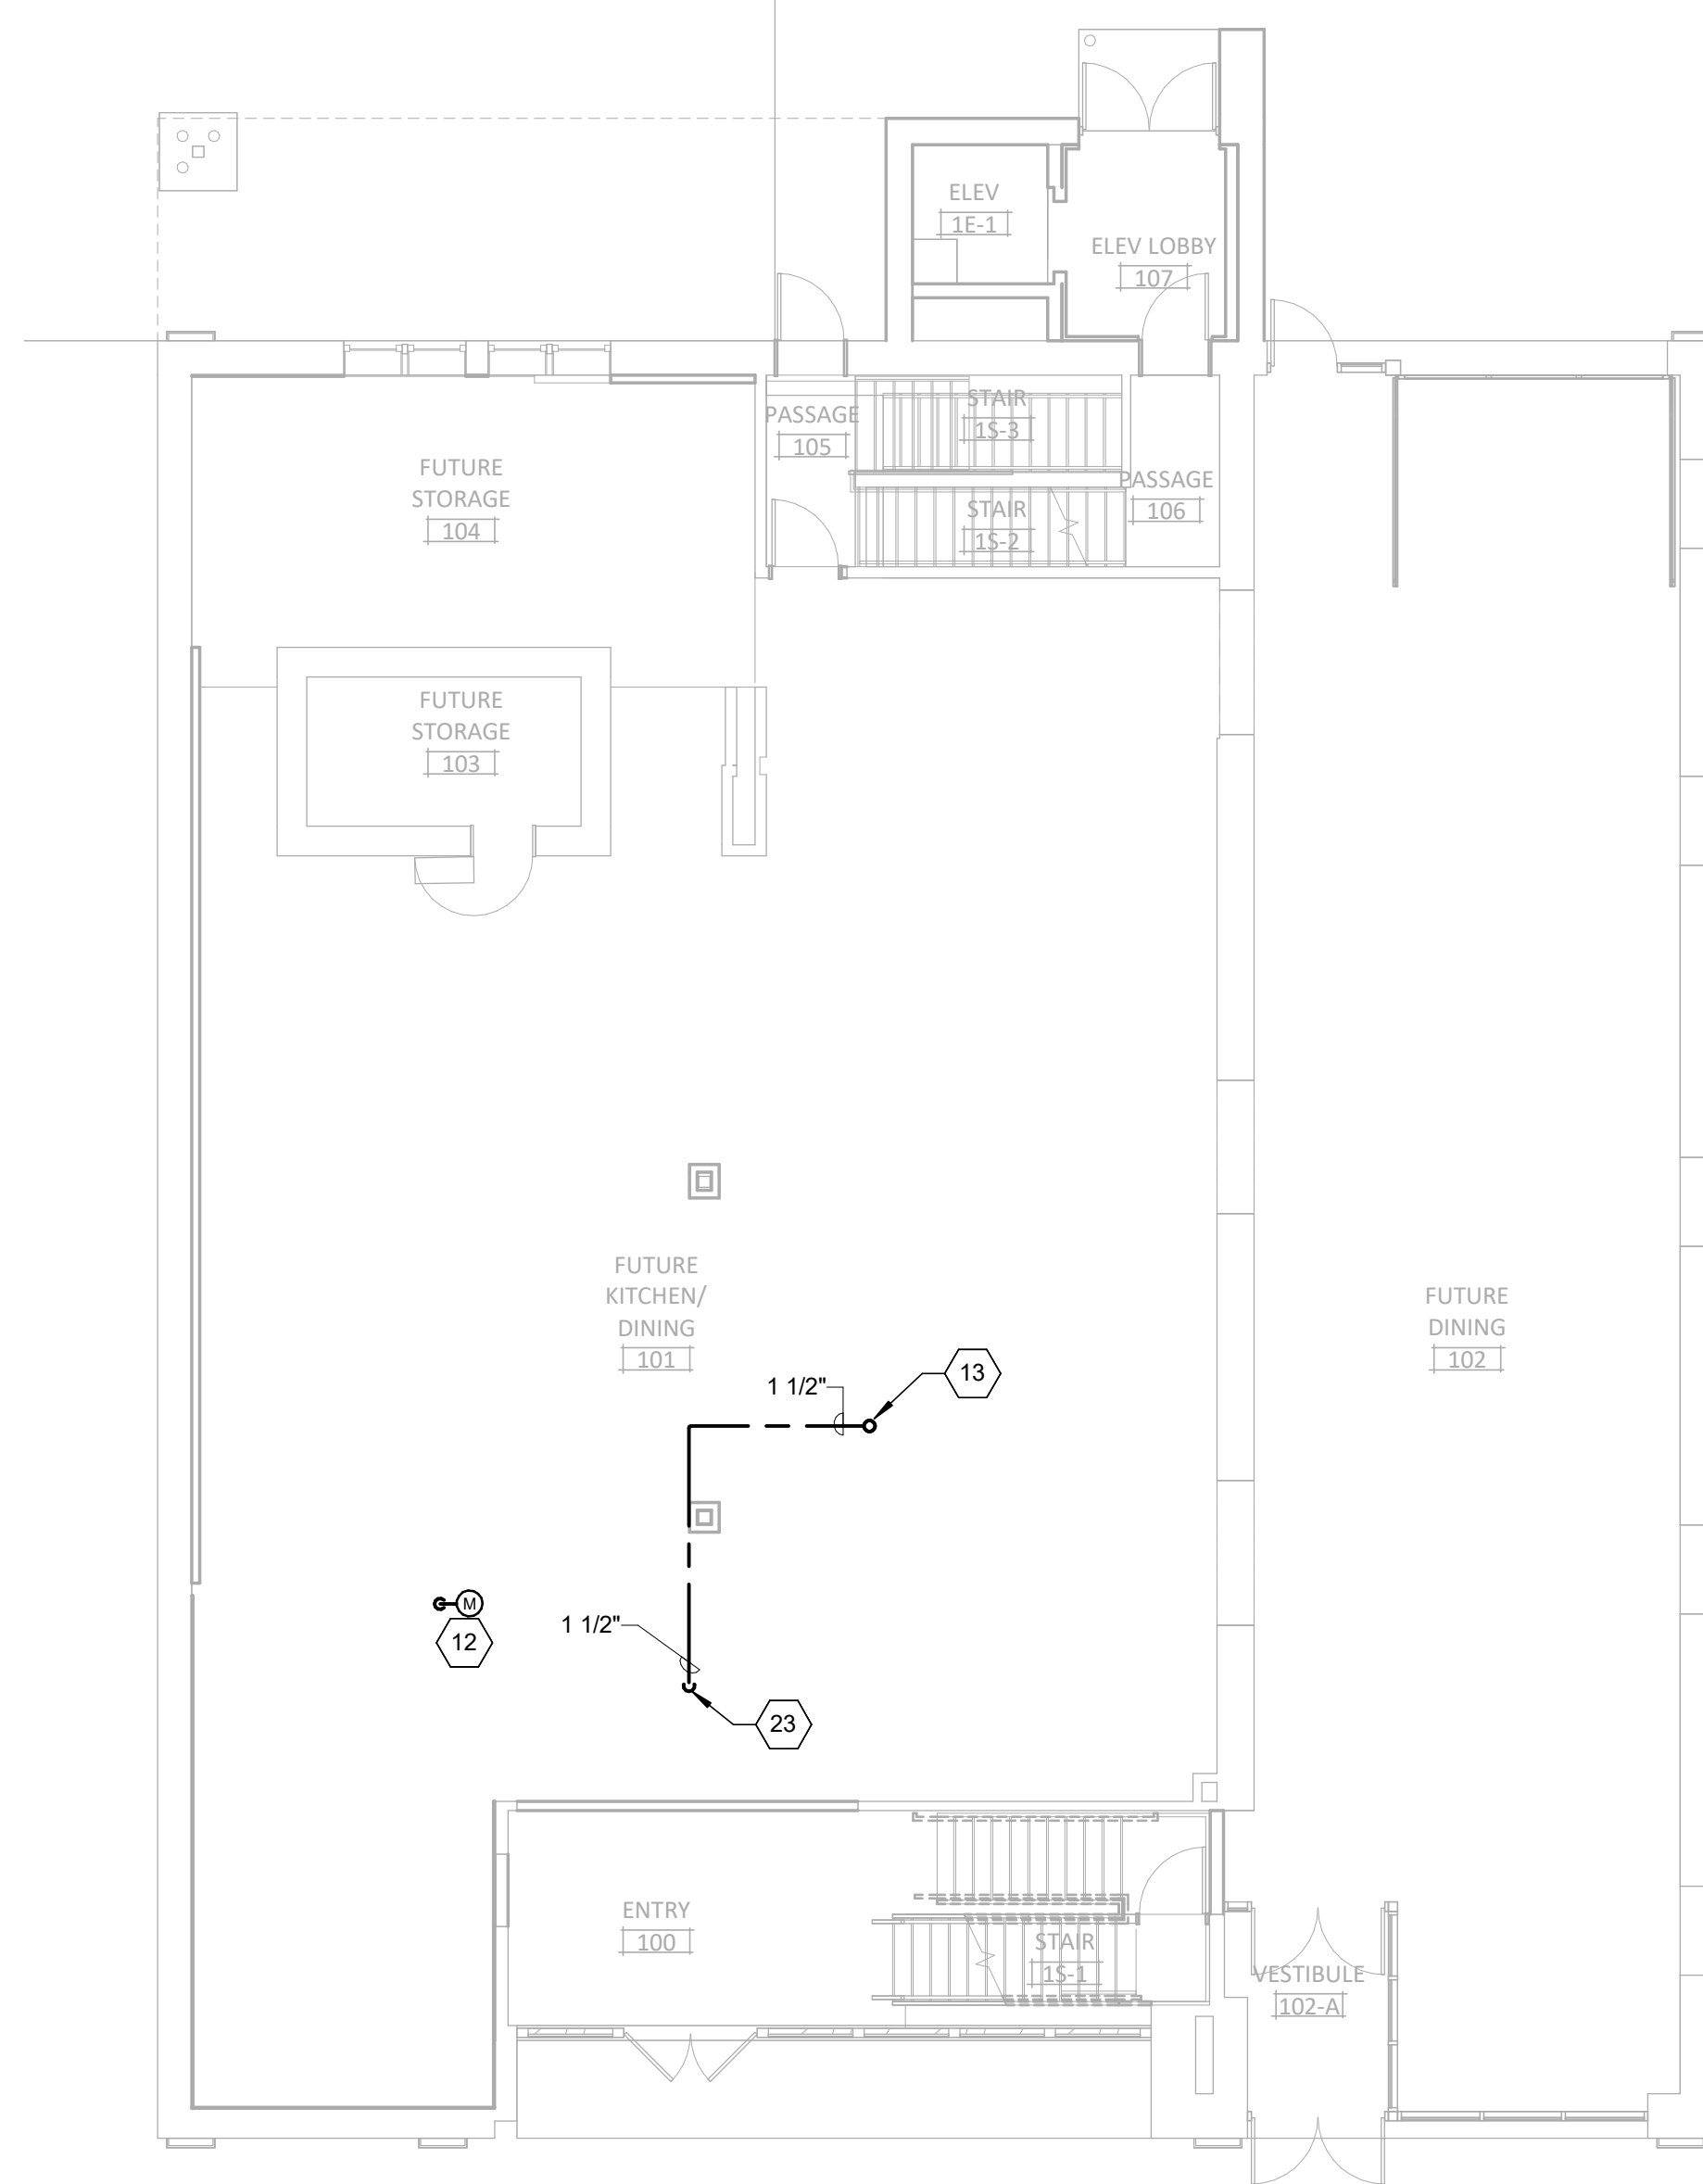 ELEV
1E-1
ELEV LOBBY
107
PASSAGE
105
STAIR
1S-3
FUTURE
STORAGE
104
PASSAGE
106
STAIR
1S-2
FUTURE
STORAGE
103
FUTURE
KITCHEN/
DINING
101
FUTURE
DINING
102
13
1 1/2"
M
12
1 1/2"
23
ENTRY
100
STAIR
1S-1
VESTIBULE
102-A